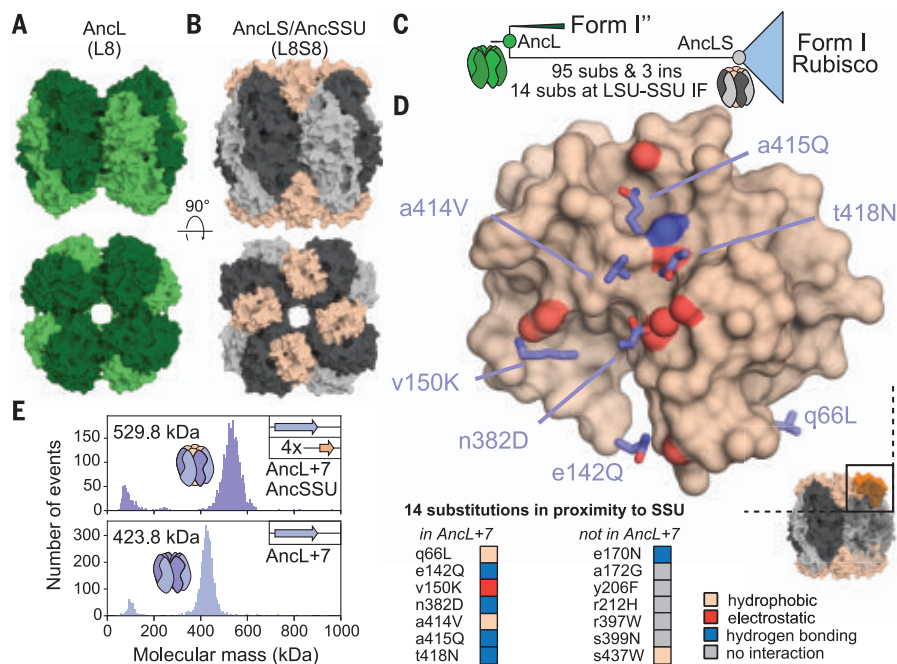 A
AncL
(L8)
B
AncLS/AncSSU
(L8S8)
90°
C
Form I”
AncL
AncLS
Form I
Rubisco
95 subs & 3 ins
14 subs at LSU-SSU IF
D
a415Q
a414V
t418N
v150K
n382D
e142Q
q66L
E
529.8 kDa
4x
AncL+7
AncSSU
423.8 kDa
AncL+7
Number of events
150
100
50
0
300
200
100
0
0 200 400 600 800 1000
Molecular mass (kDa)
14 substitutions in proximity to SSU
in AncL+7
q66L
e142Q
v150K
n382D
a414V
a415Q
t418N
not in AncL+7
e170N
a172G
y206F
r212H
r397W
s399N
s437W
hydrophobic
electrostatic
hydrogen bonding
no interaction